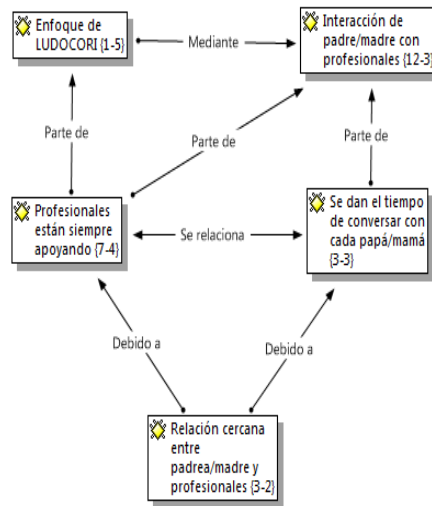 Enfoque de
LUDOCORI {1-5}
Mediante
Interacción de
padre/madre con
profesionales {12-3}
Parte de
Parte de
Parte de
Profesionales
están siempre
apoyando {7-4}
Se relaciona
Se dan el tiempo
de conversar con
cada papá/mamá
{3-3}
Debido a
Debido a
Relación cercana
entre
padrea/madre y
profesionales {3-2}